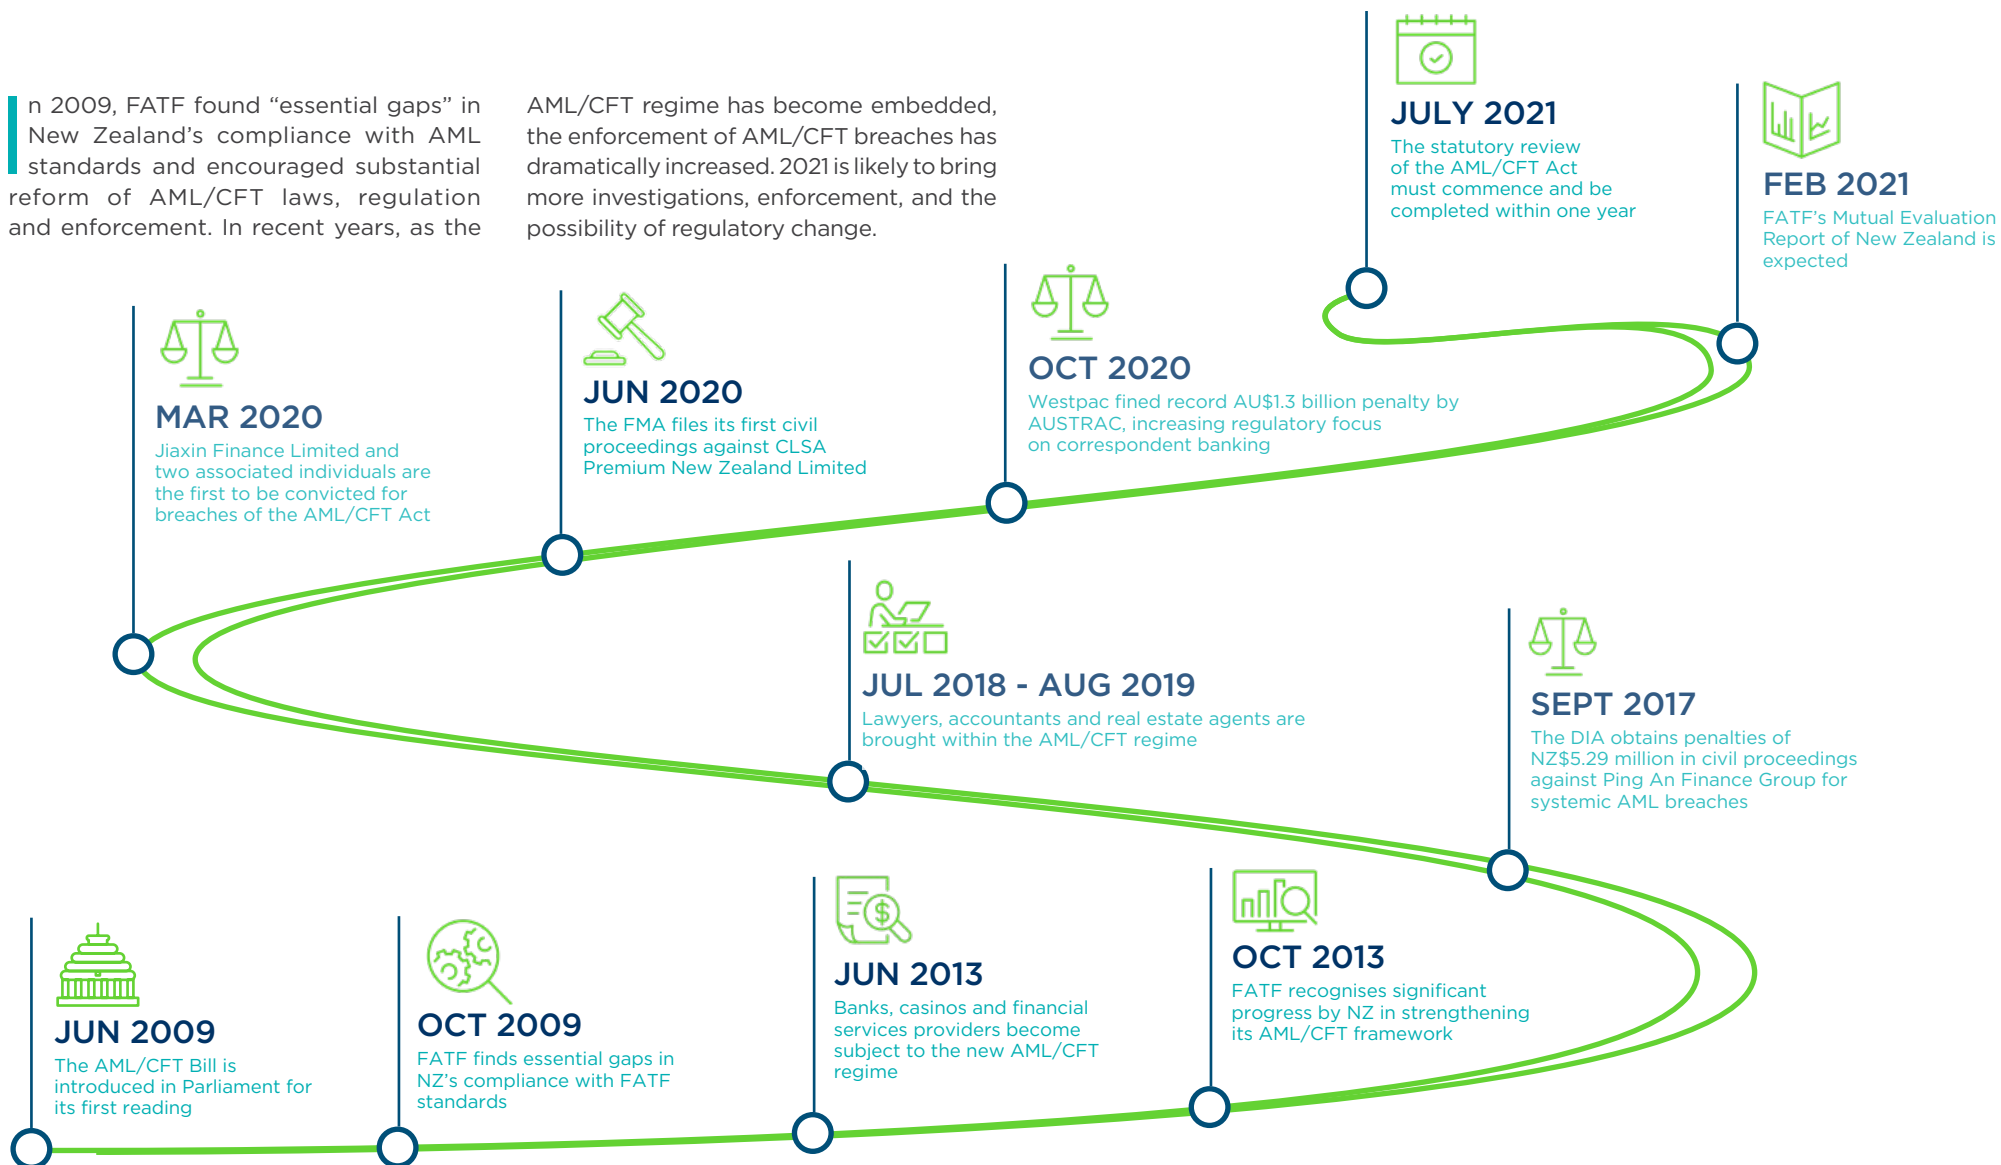 In 2009, FATF found “essential gaps” in
New Zealand’s compliance with AML
standards and encouraged substantial
reform of AML/CFT laws, regulation
and enforcement. In recent years, as the
AML/CFT regime has become embedded,
the enforcement of AML/CFT breaches has
dramatically increased. 2021 is likely to bring
more investigations, enforcement, and the
possibility of regulatory change.
JULY 2021
The statutory review
of the AML/CFT Act
must commence and be
completed within one year
FEB 2021
FATF’s Mutual Evaluation
Report of New Zealand is
expected
MAR 2020
Jiaxin Finance Limited and
two associated individuals are
the first to be convicted for
breaches of the AML/CFT Act
JUN 2020
The FMA files its first civil
proceedings against CLSA
Premium New Zealand Limited
OCT 2020
Westpac fined record AU$1.3 billion penalty by
AUSTRAC, increasing regulatory focus
on correspondent banking
JUL 2018 - AUG 2019
Lawyers, accountants and real estate agents are
brought within the AML/CFT regime
SEPT 2017
The DIA obtains penalties of
NZ$5.29 million in civil proceedings
against Ping An Finance Group for
systemic AML breaches
JUN 2009
The AML/CFT Bill is
introduced in Parliament for
its first reading
OCT 2009
FATF finds essential gaps in
NZ’s compliance with FATF
standards
JUN 2013
Banks, casinos and financial
services providers become
subject to the new AML/CFT
regime
OCT 2013
FATF recognises significant
progress by NZ in strengthening
its AML/CFT framework